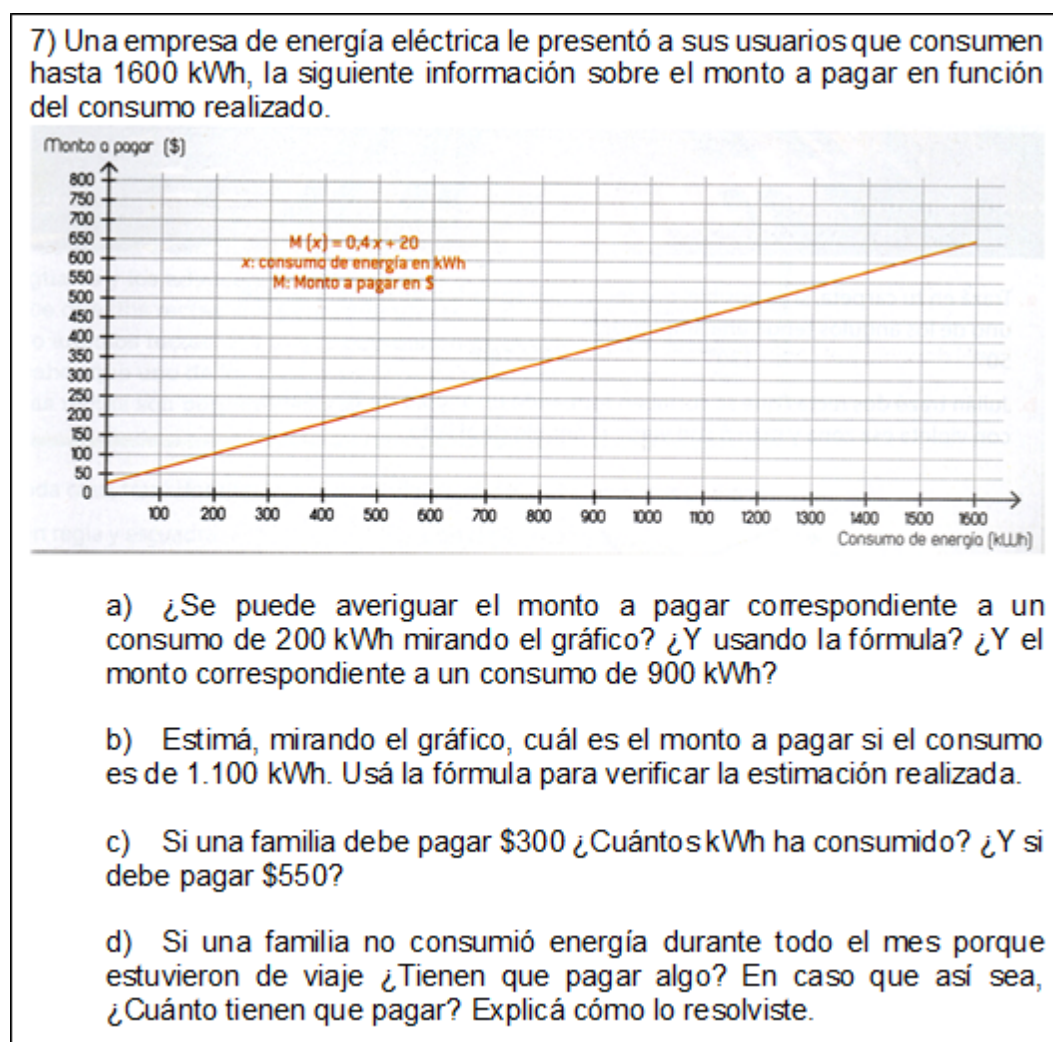 7) Una empresa de energía eléctrica le presentó a sus usuarios que consumen
hasta 1600 kWh, la siguiente información sobre el monto a pagar en función
del consumo realizado.
Monto a pagar ($)
800
750
700
650
600
550
500
450
400
350
300
250
200
150
100
50
0
M (x) = 0,4 x + 20
x: consumo de energía en kWh
M: Monto a pagar en $
100 200 300 400 500 600 700 800 900 1000 1100 1200 1300 1400 1500 1600
Consumo de energía (kWh)
a) ¿Se puede averiguar el monto a pagar correspondiente a un
consumo de 200 kWh mirando el gráfico? ¿Y usando la fórmula? ¿Y el
monto correspondiente a un consumo de 900 kWh?
b) Estimá, mirando el gráfico, cuál es el monto a pagar si el consumo
es de 1.100 kWh. Usá la fórmula para verificar la estimación realizada.
c) Si una familia debe pagar $300 ¿Cuántos kWh ha consumido? ¿Y si
debe pagar $550?
d) Si una familia no consumió energía durante todo el mes porque
estuvieron de viaje ¿Tienen que pagar algo? En caso que así sea,
¿Cuánto tienen que pagar? Explicá cómo lo resolviste.